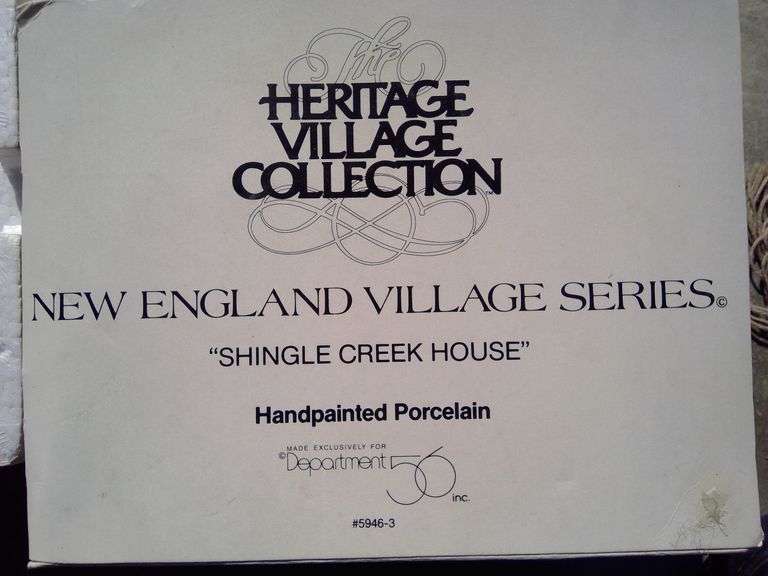 The
HERITAGE
VILLAGE
COLLECTION™
NEW ENGLAND VILLAGE SERIES©
"SHINGLE CREEK HOUSE"
Handpainted Porcelain
MADE EXCLUSIVELY FOR
©Department 56 inc.
#5946-3